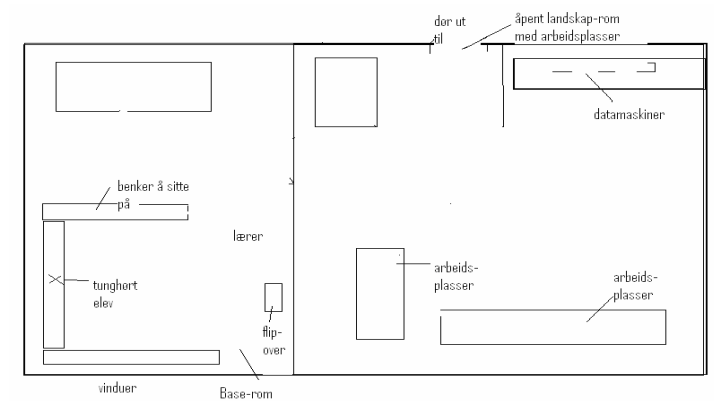 dør ut
til
åpent landskap-rom
med arbeidsplasser
datamaskiner
benker å sitte
på
lærer
tunghørt
elev
arbeids-
plasser
arbeids-
plasser
flip-
over
vinduer
Base-rom